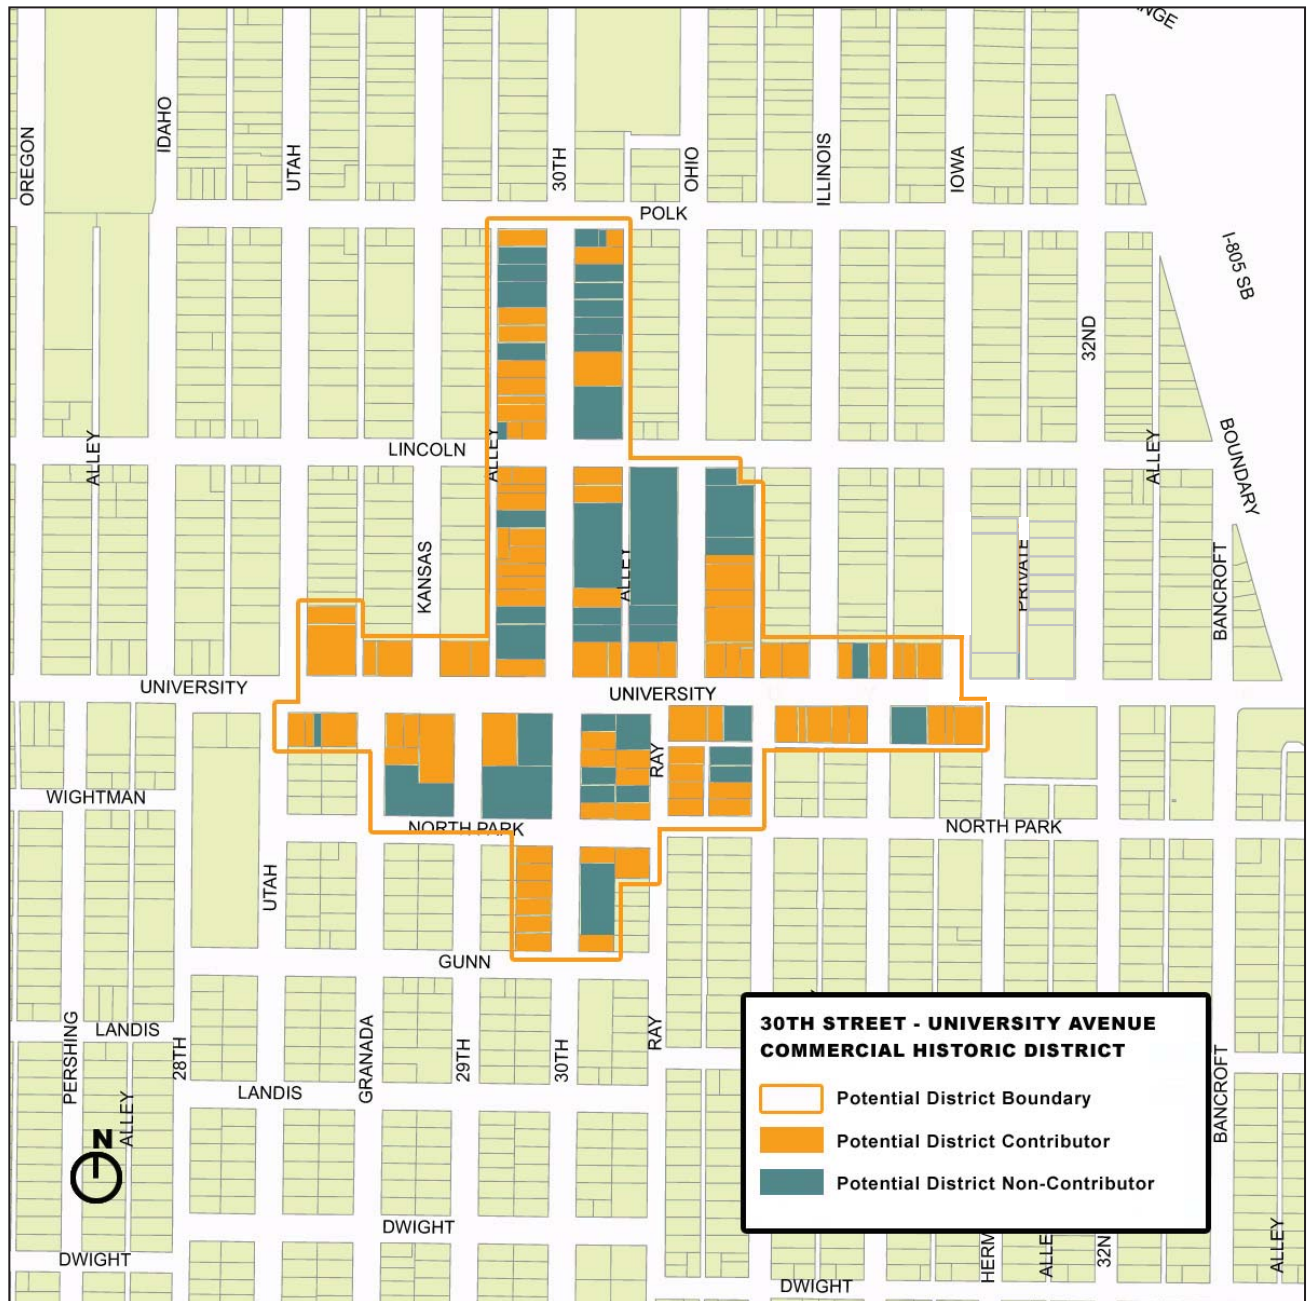 IDAHO
OREGON
UTAH
30TH
OHIO
ILLINOIS
IOWA
POLK
I-805 SB
32ND
LINCOLN
ALLEY
ALLEY
ALLEY
BOUNDARY
KANSAS
ALLEY
PRIVATE
BANCROFT
UNIVERSITY
UNIVERSITY
RAY
WIGHTMAN
NORTH PARK
NORTH PARK
UTAH
GUNN
PERSHING
LANDIS
28TH
GRANADA
29TH
30TH
RAY
LANDIS
ALLEY
N
30TH STREET - UNIVERSITY AVENUE
COMMERCIAL HISTORIC DISTRICT
Potential District Boundary
Potential District Contributor
Potential District Non-Contributor
BANCROFT
DWIGHT
DWIGHT
DWIGHT
ALLEY